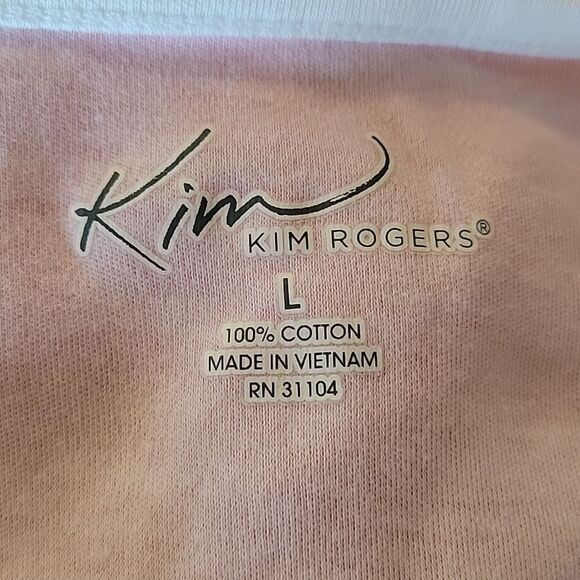 Kim
KIM ROGERS®
L
100% COTTON
MADE IN VIETNAM
RN 31104